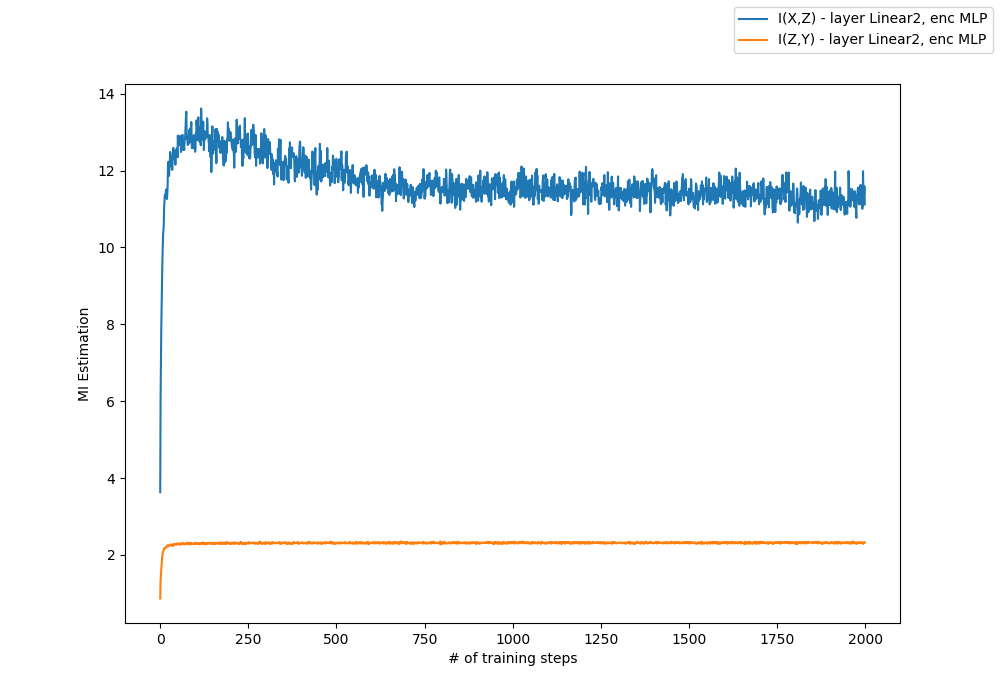 I(X,Z) - layer Linear2, enc MLP
I(Z,Y) - layer Linear2, enc MLP
14
12
10
8
6
4
2
MI Estimation
0 250 500 750 1000 1250 1500 1750 2000
# of training steps